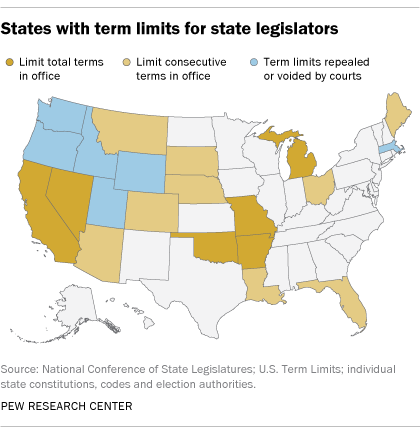 States with term limits for state legislators
Limit total terms
in office
Limit consecutive
terms in office
Term limits repealed
or voided by courts
Source: National Conference of State Legislatures; U.S. Term Limits; individual
state constitutions, codes and election authorities.
PEW RESEARCH CENTER